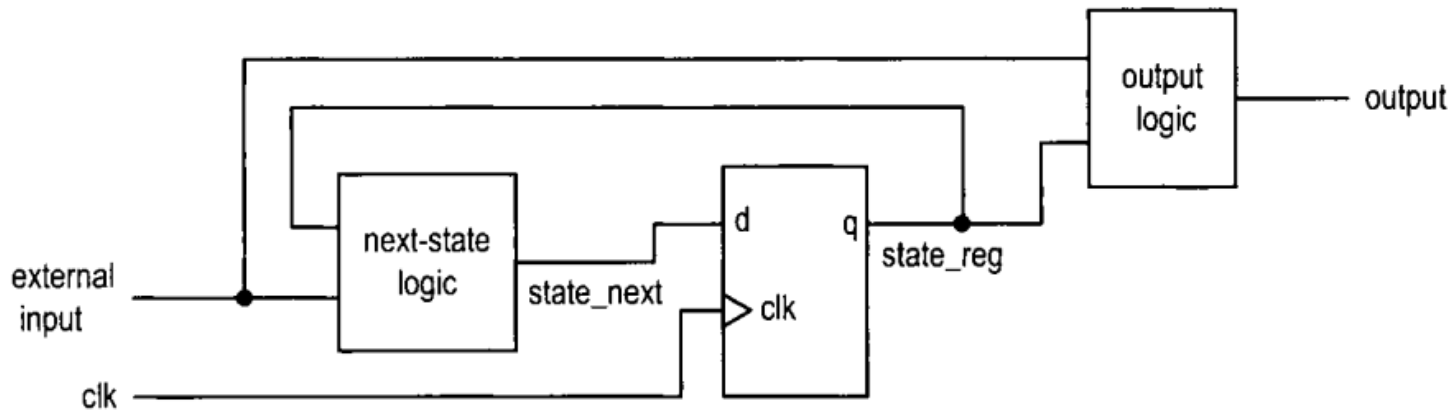 output
logic
output
next-state
logic
d
q
state_reg
external
input
state_next
clk
clk